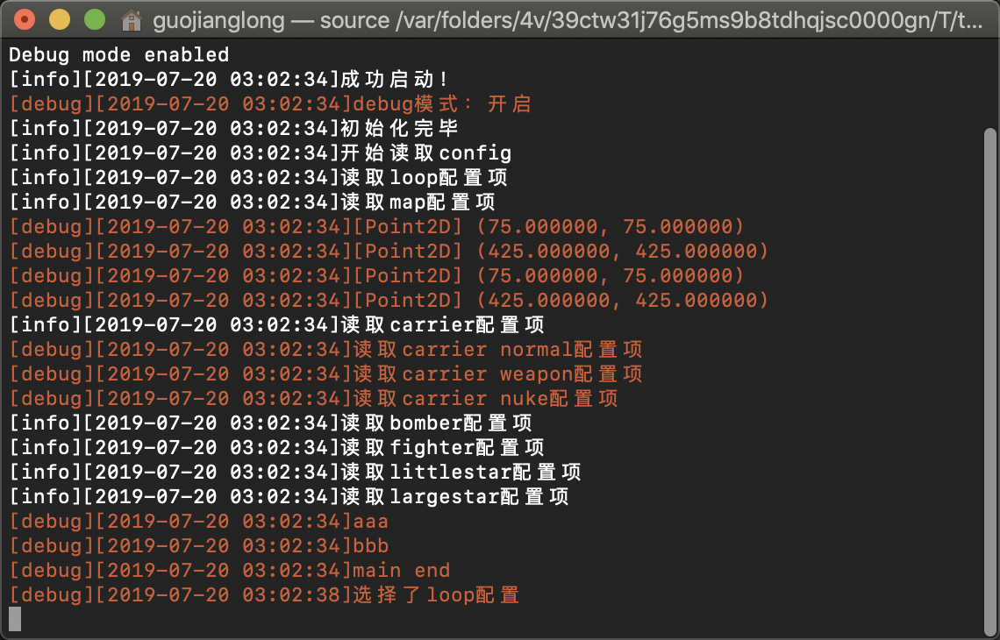 guojianglong — source /var/folders/4v/39ctw31j76g5ms9b8tdhqjsc0000gn/T/t...
Debug mode enabled
[info][2019-07-20 03:02:34]成功启动！
[debug][2019-07-20 03:02:34]debug模式： 开启
[info][2019-07-20 03:02:34]初始化完毕
[info][2019-07-20 03:02:34]开始读取config
[info][2019-07-20 03:02:34]读取loop配置项
[info][2019-07-20 03:02:34]读取map配置项
[debug][2019-07-20 03:02:34][Point2D] (75.000000, 75.000000)
[debug][2019-07-20 03:02:34][Point2D] (425.000000, 425.000000)
[debug][2019-07-20 03:02:34][Point2D] (75.000000, 75.000000)
[debug][2019-07-20 03:02:34][Point2D] (425.000000, 425.000000)
[info][2019-07-20 03:02:34]读取carrier配置项
[debug][2019-07-20 03:02:34]读取carrier normal配置项
[debug][2019-07-20 03:02:34]读取carrier weapon配置项
[debug][2019-07-20 03:02:34]读取carrier nuke配置项
[info][2019-07-20 03:02:34]读取bomber配置项
[info][2019-07-20 03:02:34]读取fighter配置项
[info][2019-07-20 03:02:34]读取littlestar配置项
[info][2019-07-20 03:02:34]读取largestar配置项
[debug][2019-07-20 03:02:34]aaa
[debug][2019-07-20 03:02:34]bbb
[debug][2019-07-20 03:02:34]main end
[debug][2019-07-20 03:02:38]选择了loop配置